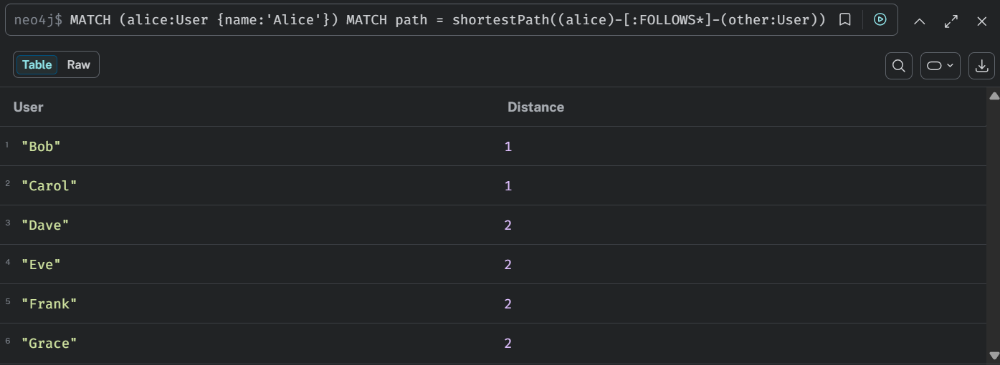 neo4j$ MATCH (alice:User {name:'Alice'}) MATCH path = shortestPath((alice)-[:FOLLOWS*]-(other:User))
Table Raw
User Distance
1 "Bob" 1
2 "Carol" 1
3 "Dave" 2
4 "Eve" 2
5 "Frank" 2
6 "Grace" 2